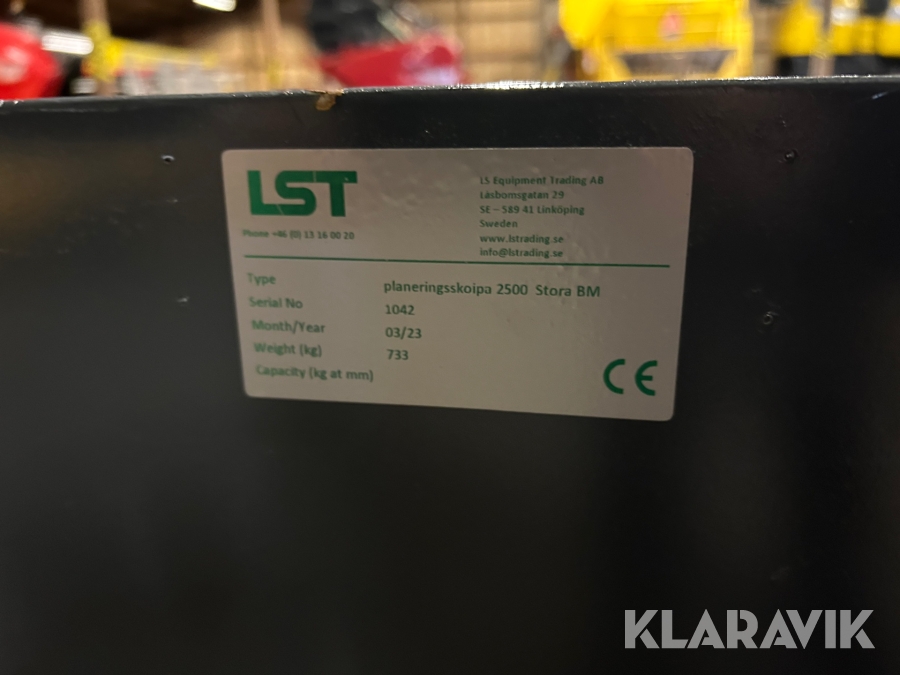 LST
Phone +46 (0) 13 16 00 20
LS Equipment Trading AB
Låsbomsgatan 29
SE – 589 41 Linköping
Sweden
www.lstrading.se
info@lstrading.se
Type planeringsskoipa 2500 Stora BM
Serial No 1042
Month/Year 03/23
Weight (kg) 733
Capacity (kg at mm)
CE
KLARAVIK